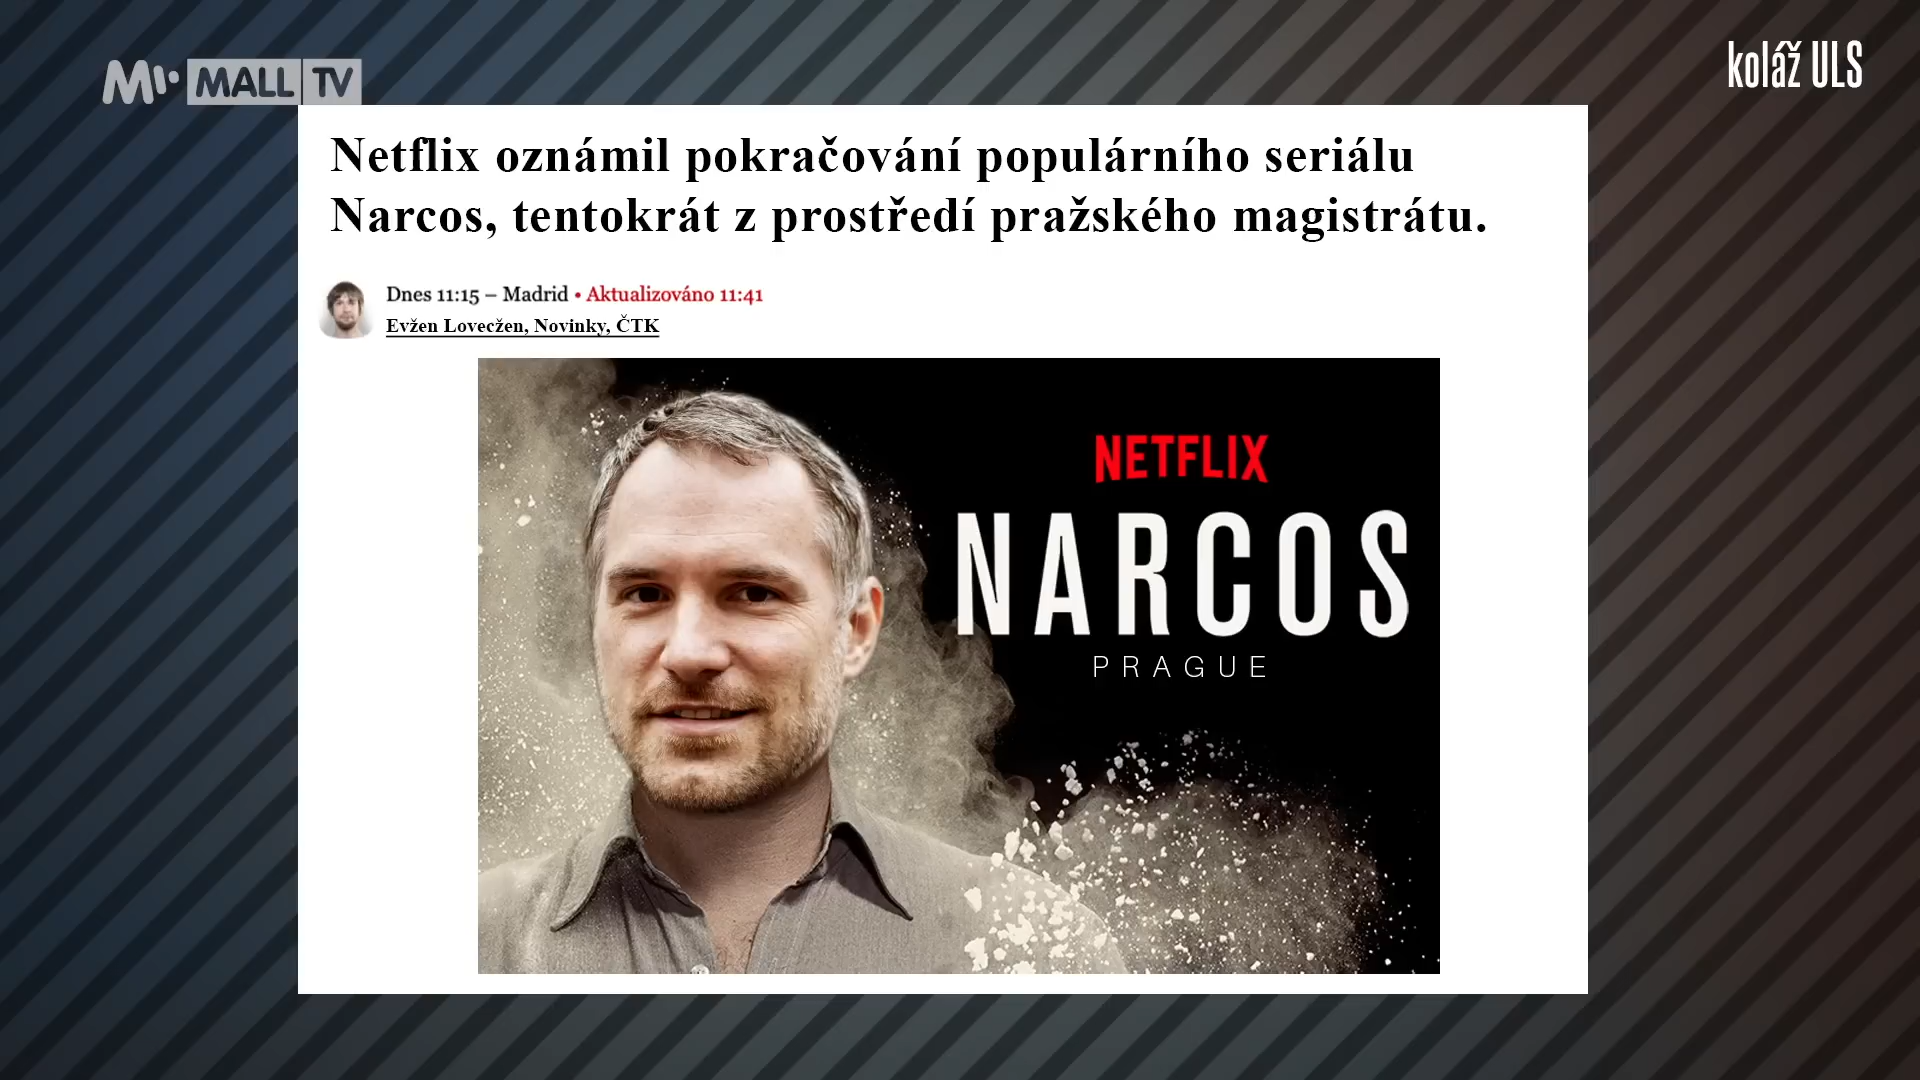 MALL TV
koláž ULS
Netflix oznámil pokračování populárního seriálu
Narcos, tentokrát z prostředí pražského magistrátu.
Dnes 11:15 – Madrid • Aktualizováno 11:41
Evžen Lovecžen, Novinky, ČTK
NETFLIX
NARCOS
PRAGUE